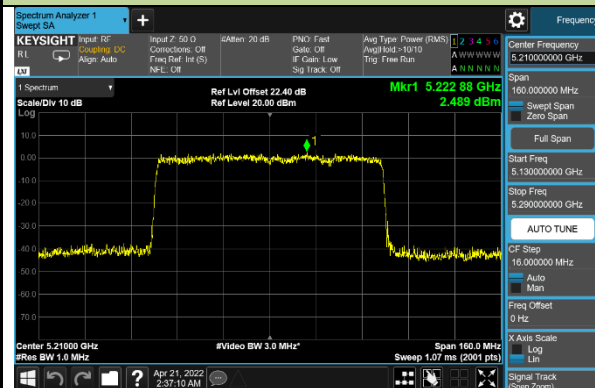 Spectrum Analyzer 1
Swept SA
Frequency
KEYSIGHT
RL
LXI
Input: RF
Coupling: DC
Align: Auto
Input Z: 50 Ω
Corrections: Off
Freq Ref: Int (S)
NFE: Off
#Atten: 20 dB
PNO: Fast
Gate: Off
IF Gain: Low
Sig Track: Off
Avg Type: Power (RMS)
Avg|Hold:>10/10
Trig: Free Run
1 2 3 4 5 6
A W W W W W
A N N N N N
1 Spectrum
Scale/Div 10 dB
Log
Ref Lvl Offset 22.40 dB
Ref Level 20.00 dBm
Mkr1 5.222 88 GHz
2.489 dBm
1
10.0
0.00
-10.0
-20.0
-30.0
-40.0
-50.0
-60.0
-70.0
Center 5.21000 GHz
#Res BW 1.0 MHz
#Video BW 3.0 MHz*
Span 160.0 MHz
Sweep 1.07 ms (2001 pts)
Apr 21, 2022
2:37:10 AM
Center Frequency
5.210000000 GHz
Span
160.000000 MHz
Swept Span
Zero Span
Full Span
Start Freq
5.130000000 GHz
Stop Freq
5.290000000 GHz
AUTO TUNE
CF Step
16.000000 MHz
Auto
Man
Freq Offset
0 Hz
X Axis Scale
Log
Lin
Signal Track
(Span Zoom)